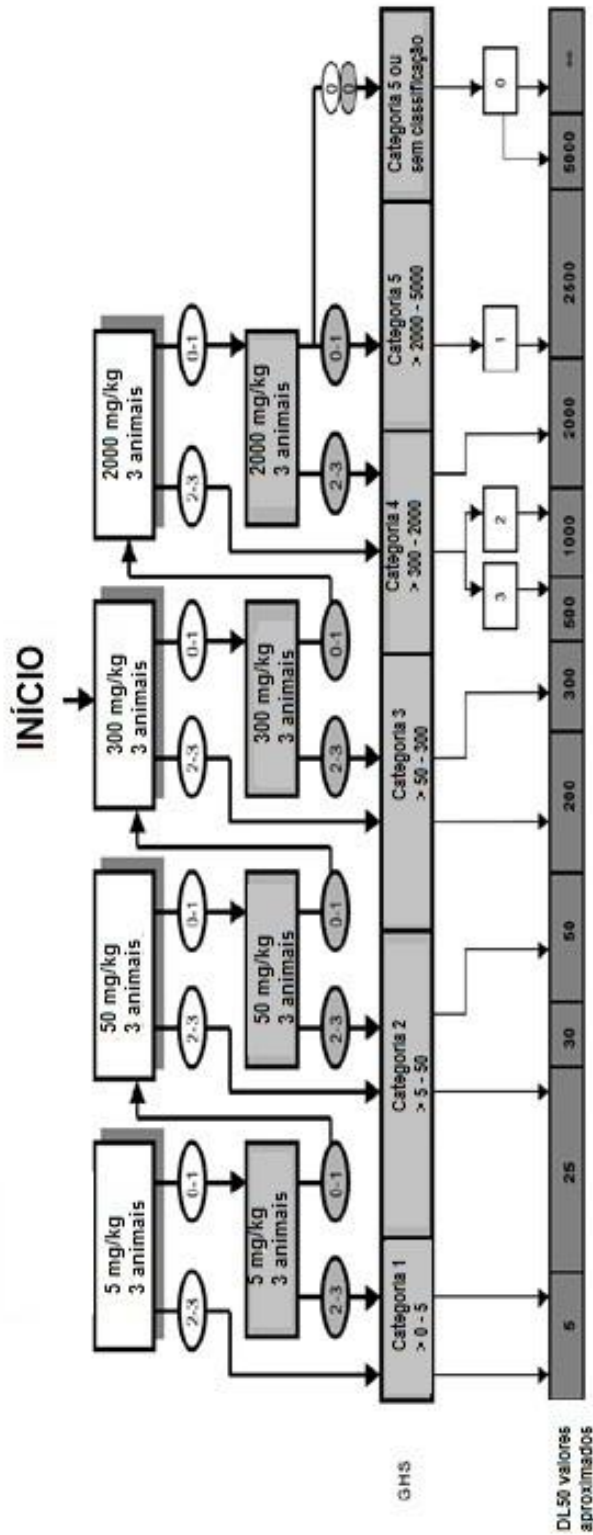 INÍCIO
5 mg/kg
3 animais
50 mg/kg
3 animais
300 mg/kg
3 animais
2000 mg/kg
3 animais
2-3
0-1
2-3
0-1
2-3
0-1
2-3
0-1
5 mg/kg
3 animais
50 mg/kg
3 animais
300 mg/kg
3 animais
2000 mg/kg
3 animais
2-3
0-1
2-3
0-1
2-3
0-1
2-3
0-1
0
0
GHS
Categoria 1
> 0 - 5
Categoria 2
> 5 - 50
Categoria 3
> 50 - 300
Categoria 4
> 300 - 2000
Categoria 5
> 2000 - 5000
Categoria 5 ou
sem classificação
3
2
1
0
DL50 valores
aproximados
5
25
30
50
200
300
500
1000
2000
2500
5000
--